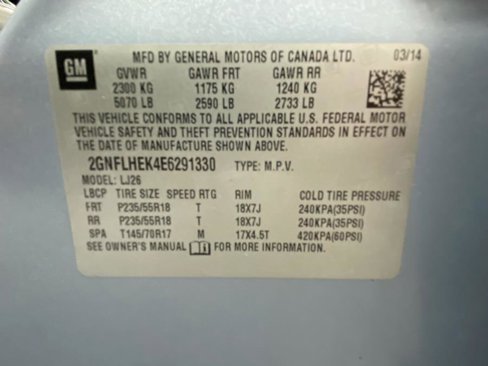 GM
MFD BY GENERAL MOTORS OF CANADA LTD. 03/14
GVWR GAWR FRT GAWR RR
2300 KG 1175 KG 1240 KG
5070 LB 2590 LB 2733 LB
THIS VEHICLE CONFORMS TO ALL APPLICABLE U.S. FEDERAL MOTOR
VEHICLE SAFETY AND THEFT PREVENTION STANDARDS IN EFFECT ON
THE DATE OF MANUFACTURE SHOWN ABOVE.
2GNFLHEK4E6291330 TYPE: M.P.V.
MODEL: LJ26
LBCP TIRE SIZE SPEED RTG RIM COLD TIRE PRESSURE
FRT P235/55R18 T 18X7J 240KPA(35PSI)
RR P235/55R18 T 18X7J 240KPA(35PSI)
SPA T145/70R17 M 17X4.5T 420KPA(60PSI)
SEE OWNER'S MANUAL FOR MORE INFORMATION.